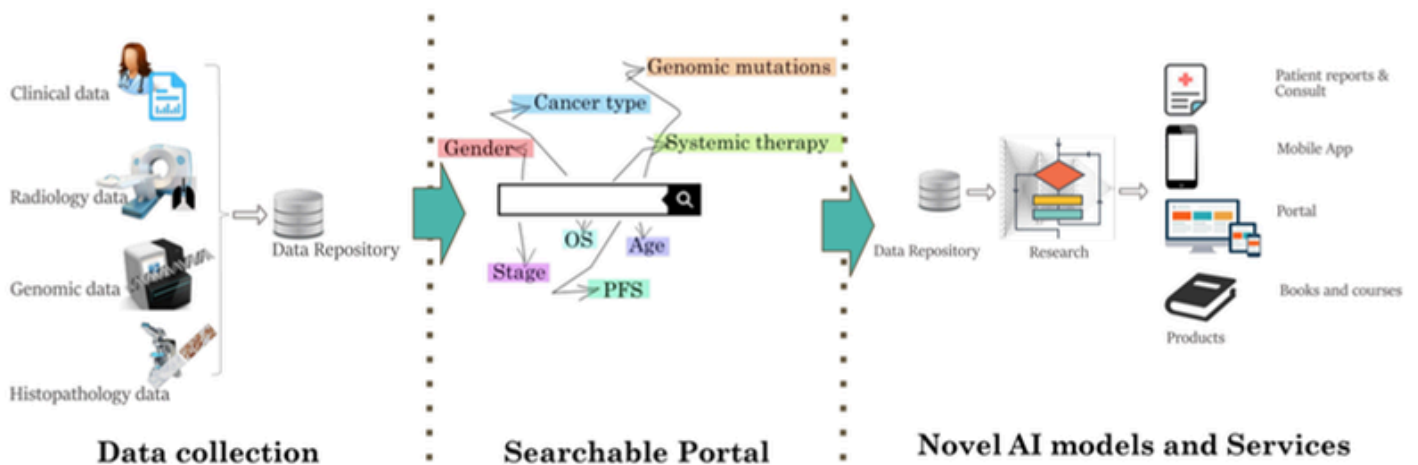 Clinical data
Radiology data
Genomic data
Histopathology data
Data Repository
Data collection
Genomic mutations
Cancer type
Gender
Systemic therapy
OS
Age
Stage
PFS
Searchable Portal
Data Repository
Research
Patient reports &
Consult
Mobile App
Portal
Books and courses
Products
Novel AI models and Services